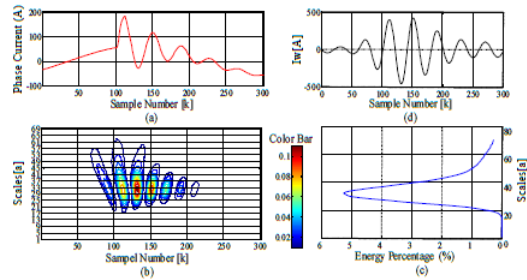 Phase Current (A)
200
100
0
-100
0 50 100 150 200 250 300
Sample Number [k]
(a)
Iw[A]
500
0
-500
0 50 100 150 200 250 300
Sample Number [k]
(d)
Scales[a]
50 100 150 200 250 300
Sampel Number [k]
(b)
Color Bar
0.1
0.08
0.06
0.04
0.02
80
60
40
20
0
Scales[a]
6 5 4 3 2 1 0
Energy Percentage (%)
(c)